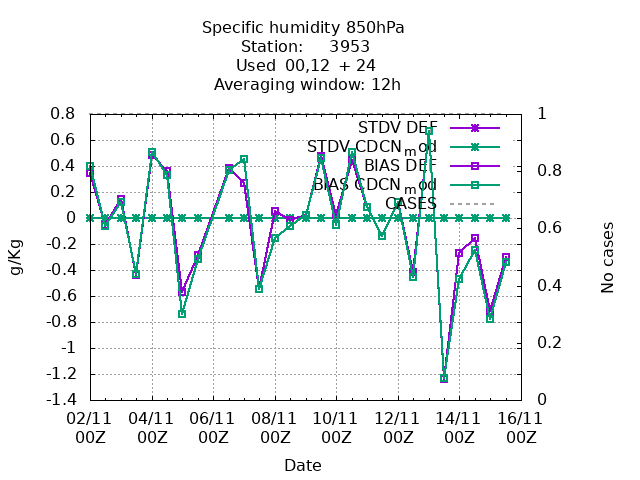 Specific humidity 850hPa
Station: 3953
Used 00,12 + 24
Averaging window: 12h
STDV DEF
STDV CDCNmod
BIAS DEF
BIAS CDCNmod
CASES
0.8
0.6
0.4
0.2
0
-0.2
-0.4
-0.6
-0.8
-1
-1.2
-1.4
g/Kg
1
0.8
0.6
0.4
0.2
0
No cases
02/11 04/11 06/11 08/11 10/11 12/11 14/11 16/11
00Z 00Z 00Z 00Z 00Z 00Z 00Z 00Z
Date